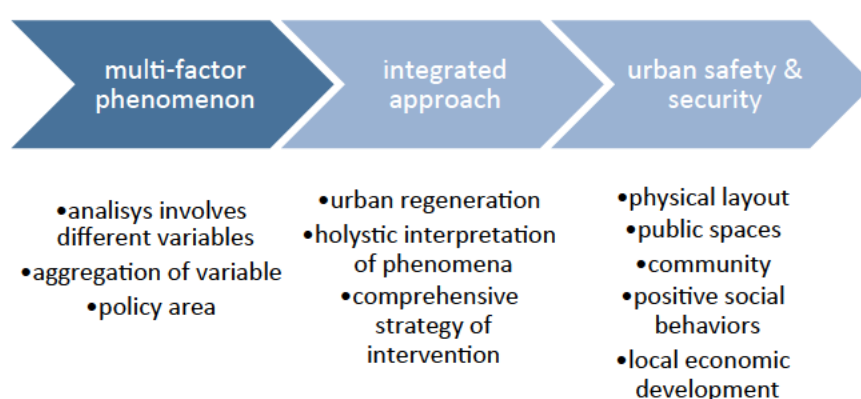 multi-factor
phenomenon
•analisys involves
different variables
•aggregation of variable
•policy area
integrated
approach
•urban regeneration
•holystic interpretation
of phenomena
•comprehensive
strategy of
intervention
urban safety &
security
•physical layout
•public spaces
•community
•positive social
behaviors
•local economic
development